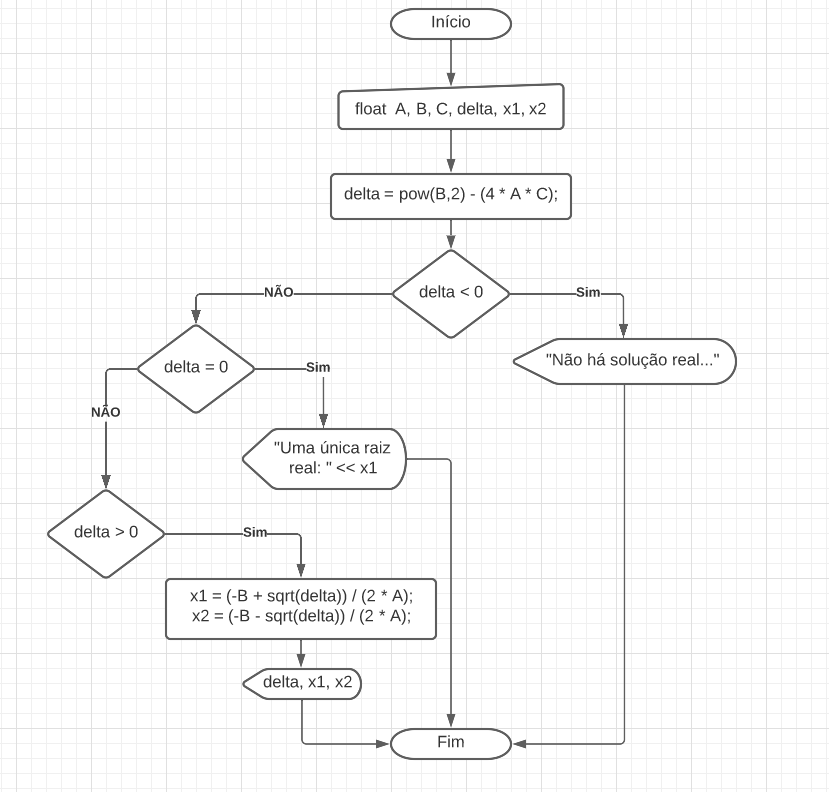 Início
float A, B, C, delta, x1, x2
delta = pow(B,2) - (4 * A * C);
delta < 0
NÃO
Sim
delta = 0
Sim
"Não há solução real..."
NÃO
"Uma única raiz
real: " << x1
delta > 0
Sim
x1 = (-B + sqrt(delta)) / (2 * A);
x2 = (-B - sqrt(delta)) / (2 * A);
delta, x1, x2
Fim